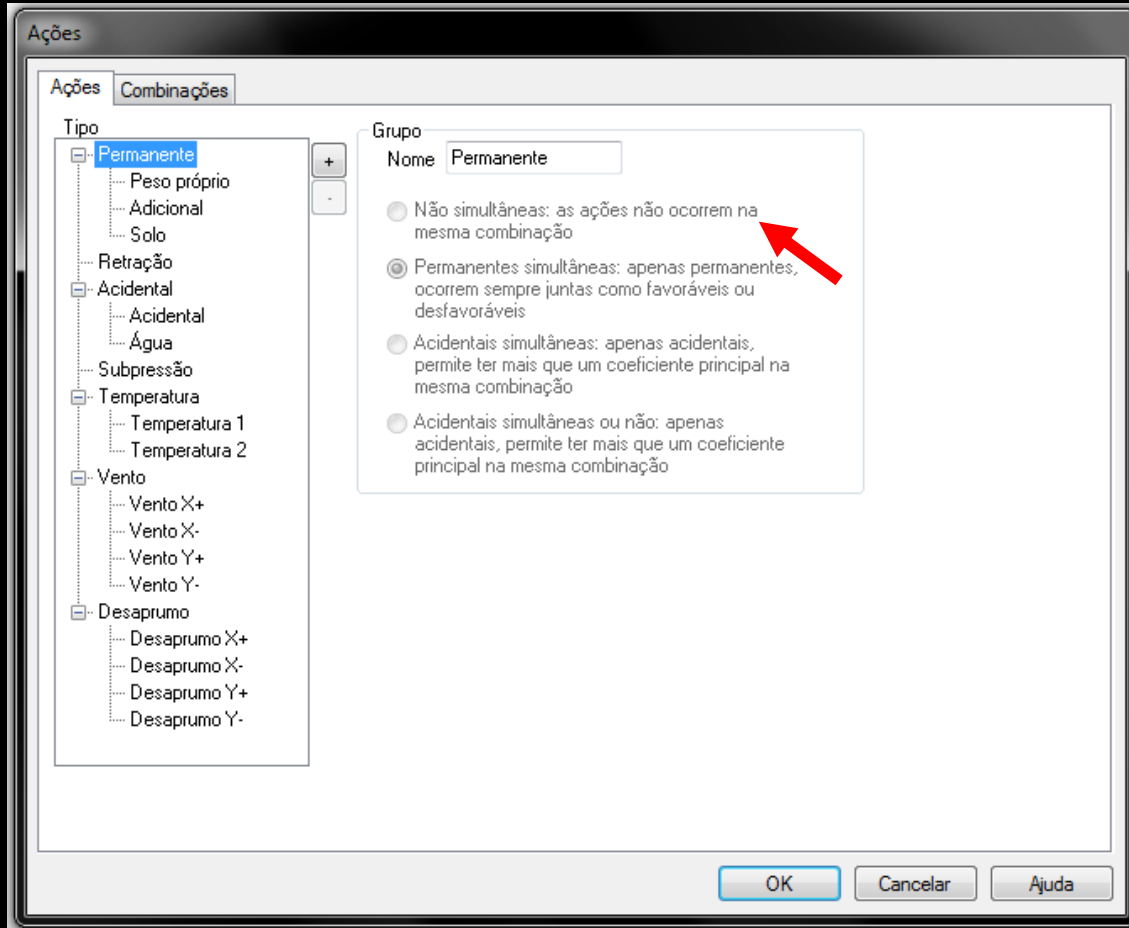 Ações
Ações
Combinações
Tipo
Permanente
Peso próprio
Adicional
Solo
Retração
Acidental
Acidental
Água
Subpressão
Temperatura
Temperatura 1
Temperatura 2
Vento
Vento X+
Vento X-
Vento Y+
Vento Y-
Desaprumo
Desaprumo X+
Desaprumo X-
Desaprumo Y+
Desaprumo Y-
+
-
Grupo
Nome Permanente
Não simultâneas: as ações não ocorrem na
mesma combinação
Permanentes simultâneas: apenas permanentes,
ocorrem sempre juntas como favoráveis ou
desfavoráveis
Acidentais simultâneas: apenas acidentais,
permite ter mais que um coeficiente principal na
mesma combinação
Acidentais simultâneas ou não: apenas
acidentais, permite ter mais que um coeficiente
principal na mesma combinação
OK
Cancelar
Ajuda